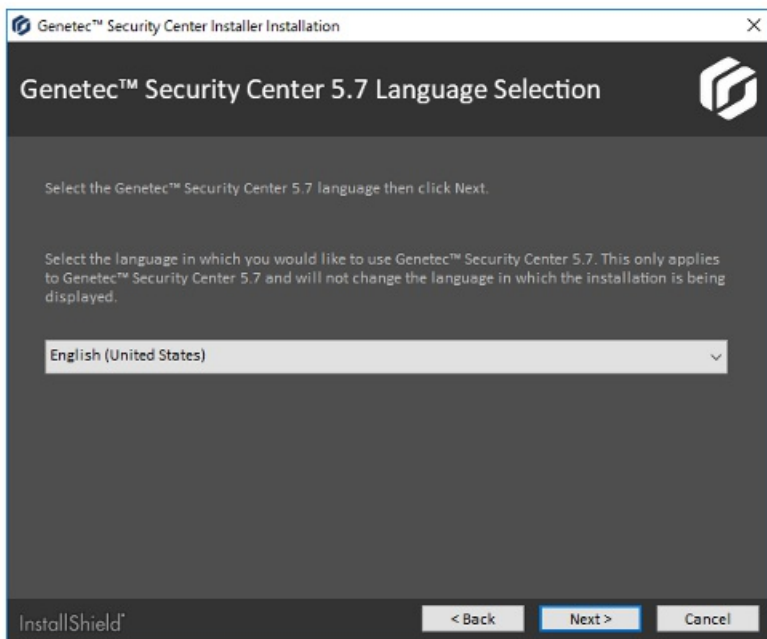 Genetec™ Security Center Installer Installation
Genetec™ Security Center 5.7 Language Selection
Select the Genetec™ Security Center 5.7 language then click Next.
Select the language in which you would like to use Genetec™ Security Center 5.7. This only applies
to Genetec™ Security Center 5.7 and will not change the language in which the installation is being
displayed.
English (United States)
InstallShield
< Back
Next >
Cancel